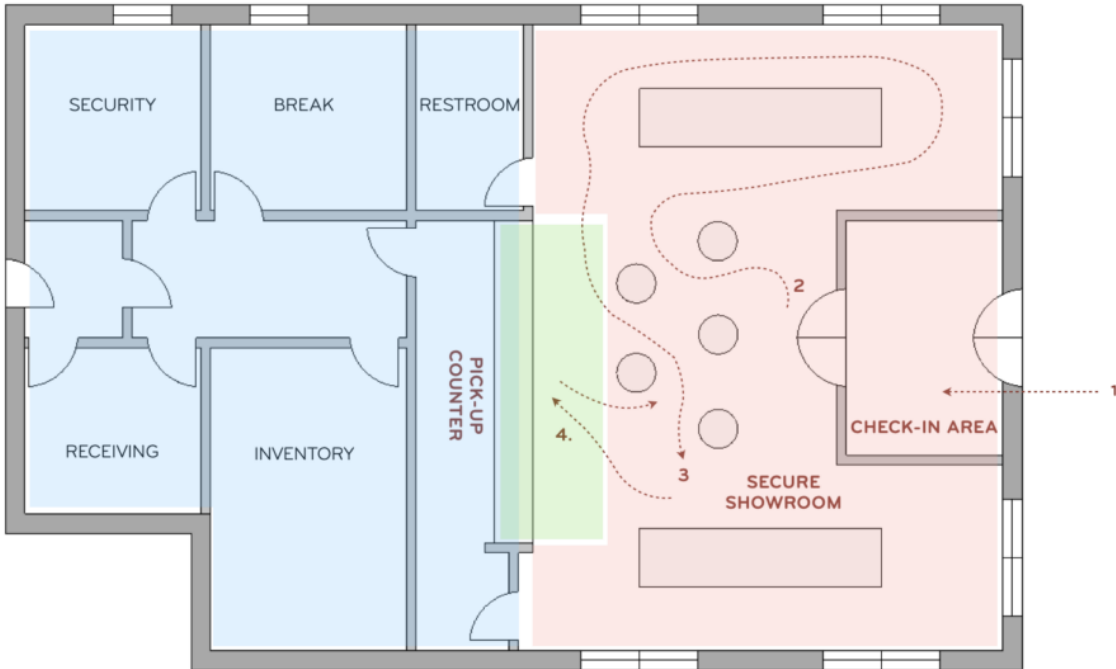 SECURITY
BREAK
RESTROOM
2
PICK-UP
COUNTER
1
CHECK-IN AREA
4.
RECEIVING
INVENTORY
3
SECURE
SHOWROOM